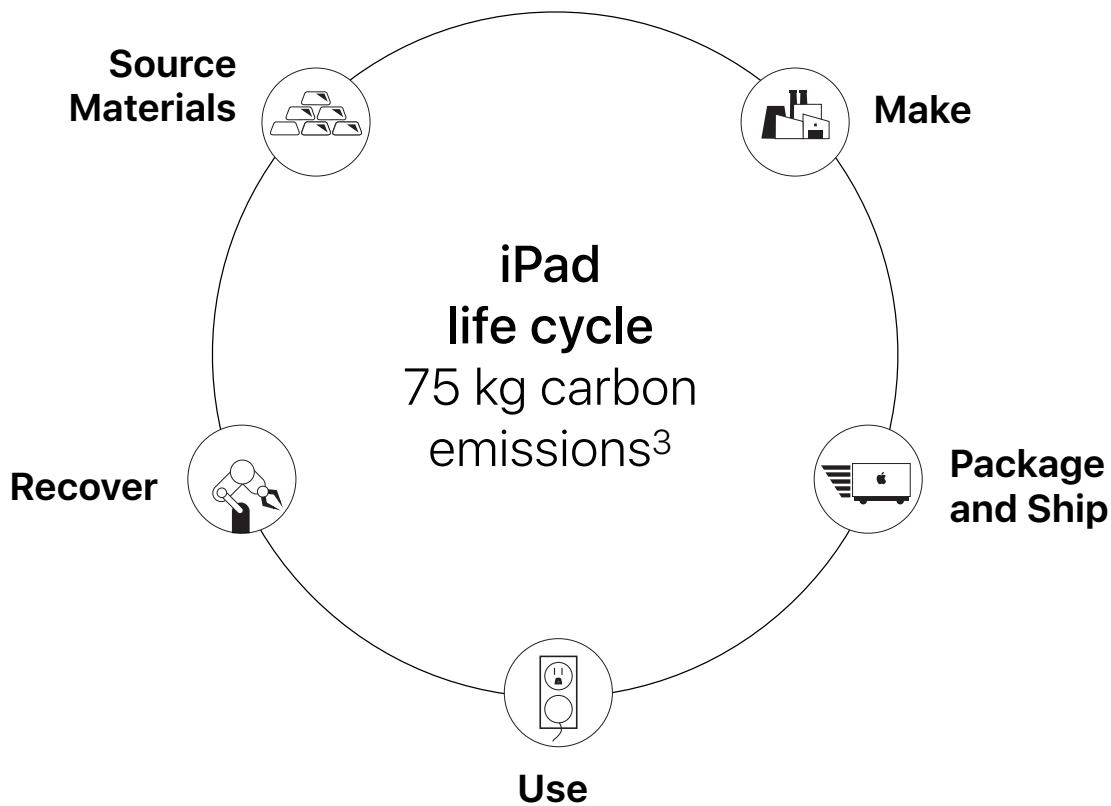 Source
Materials
Make
iPad
life cycle
75 kg carbon
emissions³
Recover
Package
and Ship
Use